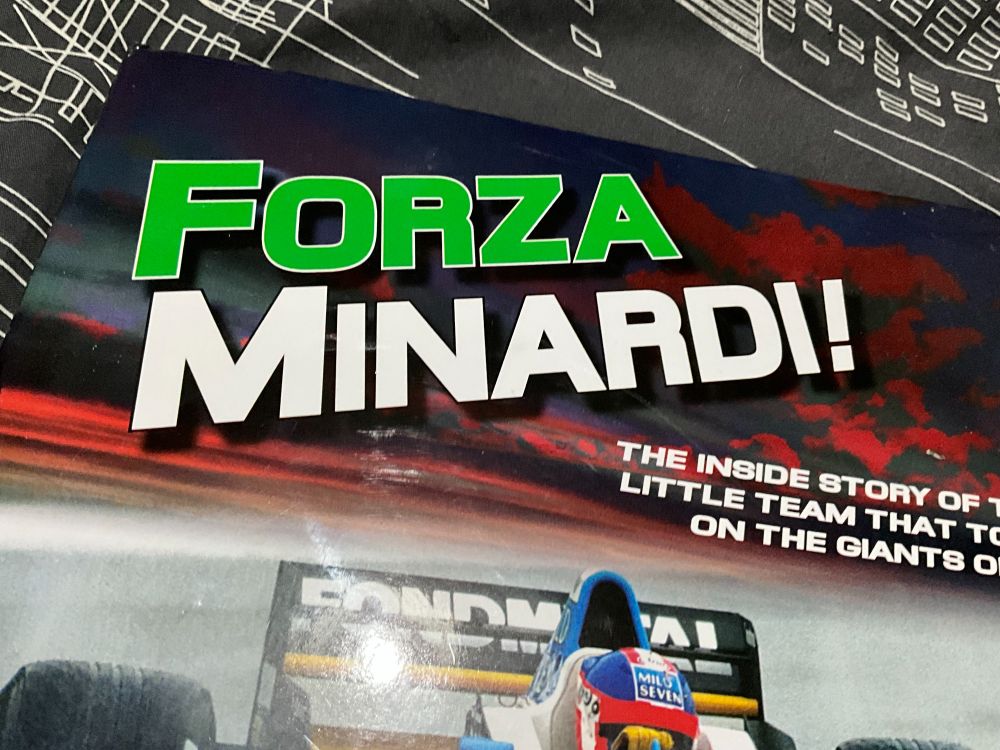 FORZA
MINARDI!
THE INSIDE STORY OF
LITTLE TEAM THAT
ON THE GIANTS
FONDMETAL
MILD
SEVEN